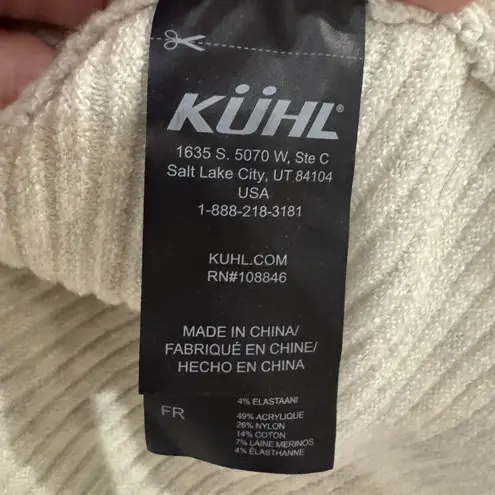 KÜHL®
1635 S. 5070 W, Ste C
Salt Lake City, UT 84104
USA
1-888-218-3181
KUHL.COM
RN#108846
MADE IN CHINA/
FABRIQUÉ EN CHINE/
HECHO EN CHINA
4% ELASTAANI
FR
49% ACRYLIQUE
26% NYLON
14% COTON
7% LAINE MERINOS
4% ÉLASTHANNE